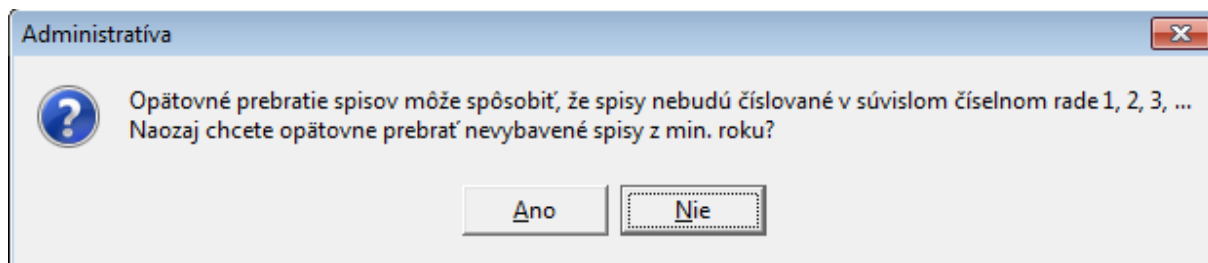 Administratíva
Opätovné prebratie spisov môže spôsobiť, že spisy nebudú číslované v súvislom číselnom rade 1, 2, 3, ...
Naozaj chcete opätovne prebrať nevybavené spisy z min. roku?
Ano
Nie